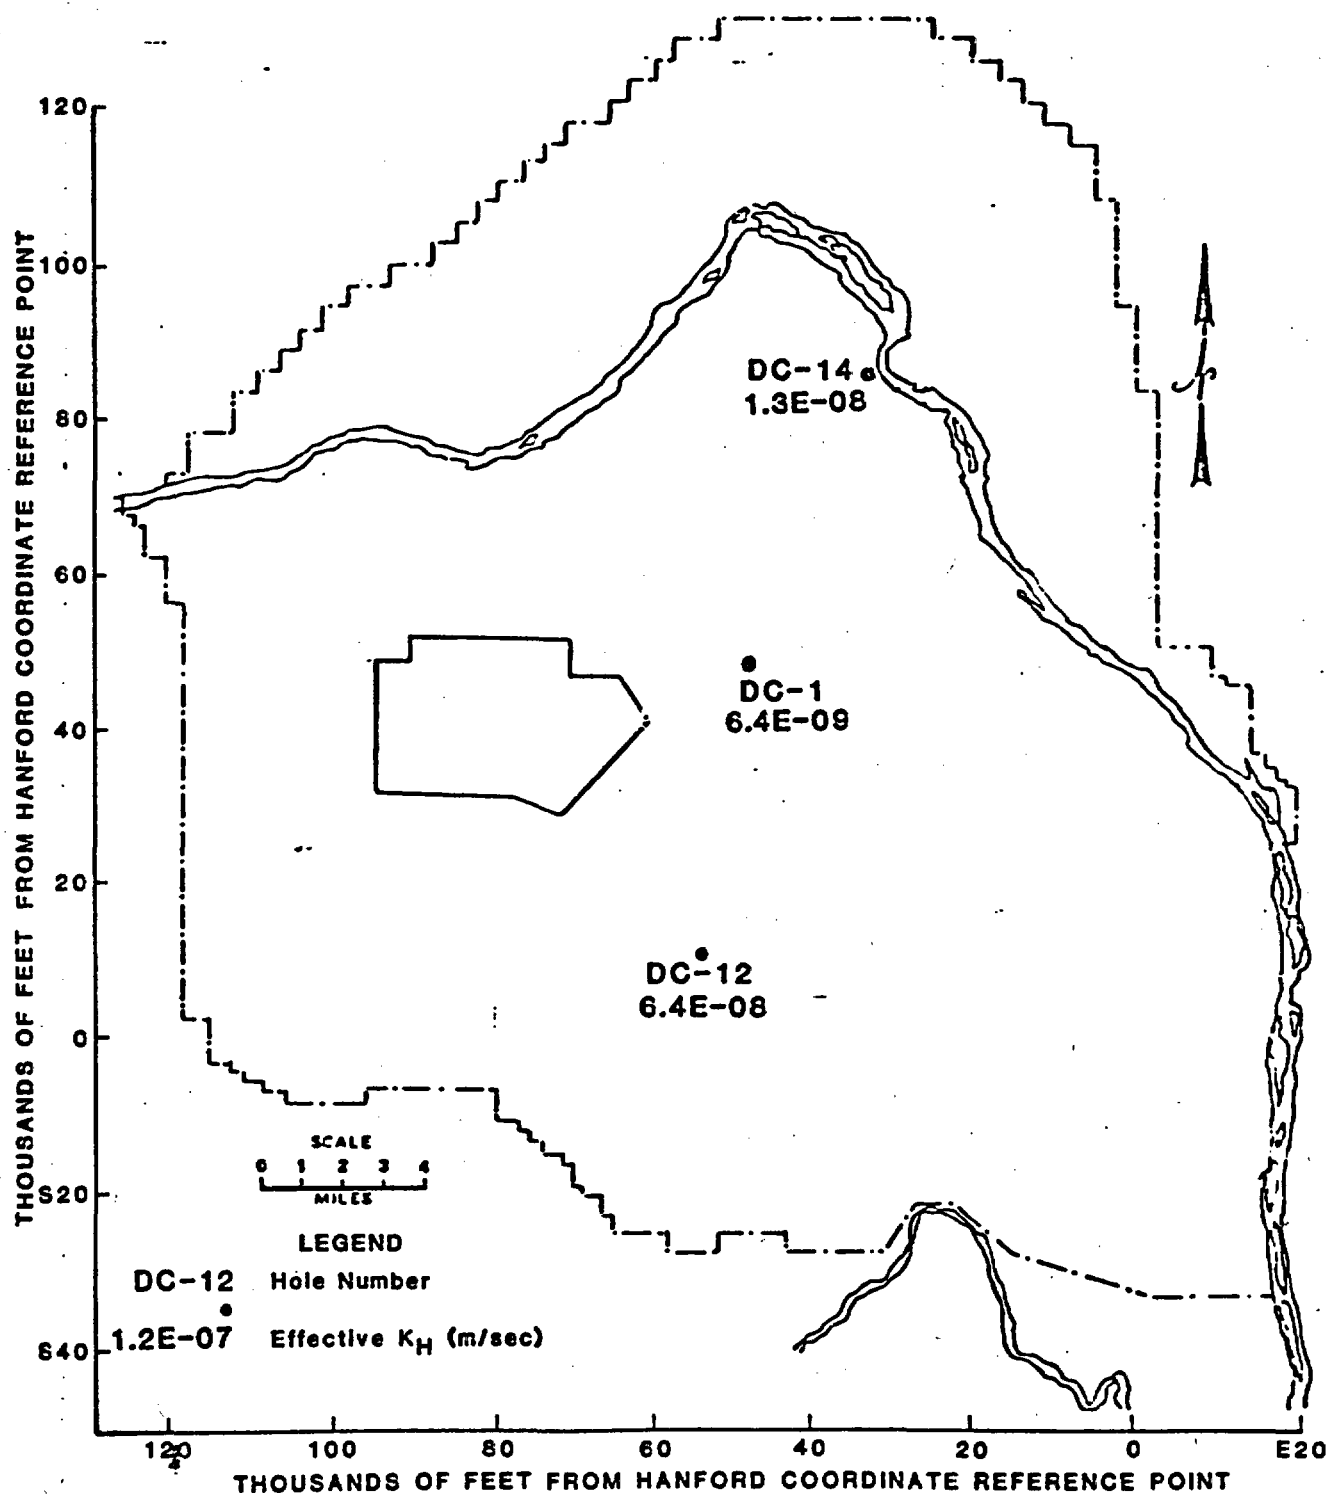 120
100
80
60
40
20
0
S20
S40
THOUSANDS OF FEET FROM HANFORD COORDINATE REFERENCE POINT
DC-14
1.3E-08
DC-1
6.4E-09
DC-12
6.4E-08
SCALE
0 1 2 3 4
MILES
LEGEND
DC-12 Hole Number
1.2E-07 Effective KH (m/sec)
120 100 80 60 40 20 0 E20
THOUSANDS OF FEET FROM HANFORD COORDINATE REFERENCE POINT